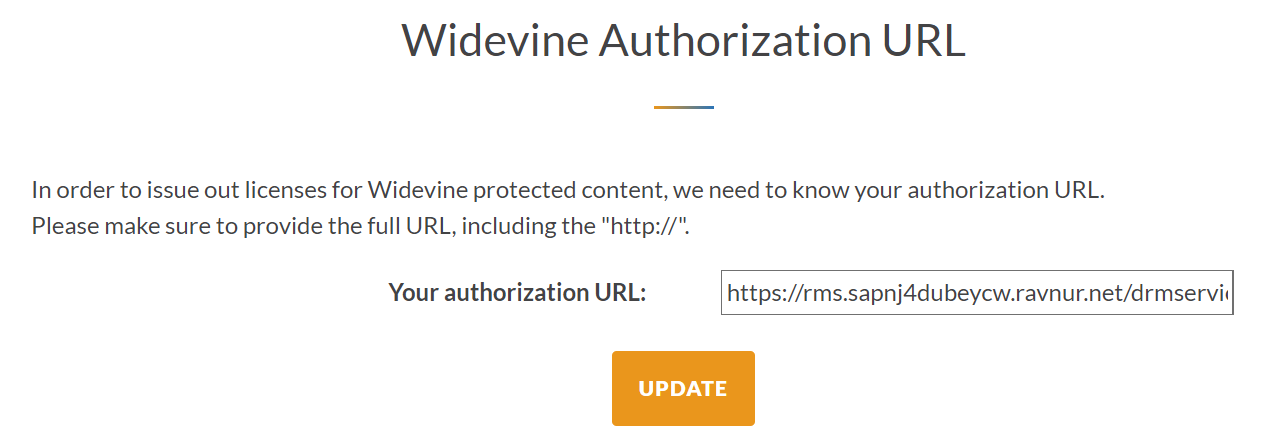 Widevine Authorization URL
In order to issue out licenses for Widevine protected content, we need to know your authorization URL.
Please make sure to provide the full URL, including the "http://".
Your authorization URL: https://rms.sapnj4dubeycw.ravnur.net/drmservi
UPDATE